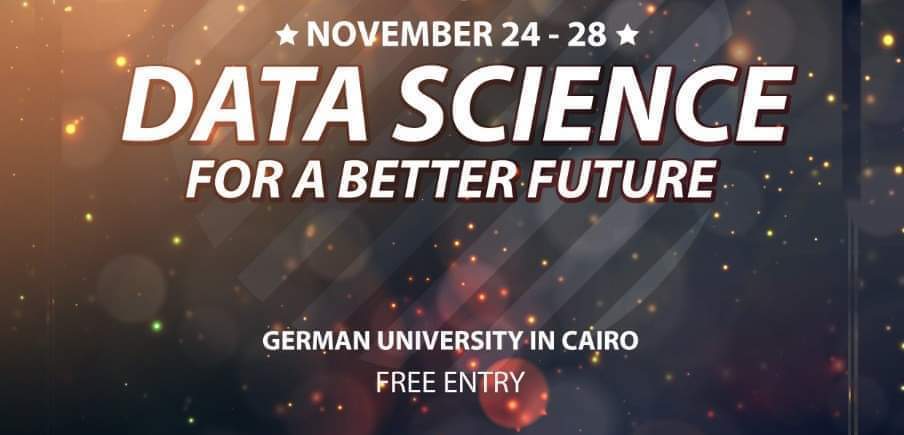 ★ NOVEMBER 24 - 28 ★
DATA SCIENCE
FOR A BETTER FUTURE
GERMAN UNIVERSITY IN CAIRO
FREE ENTRY